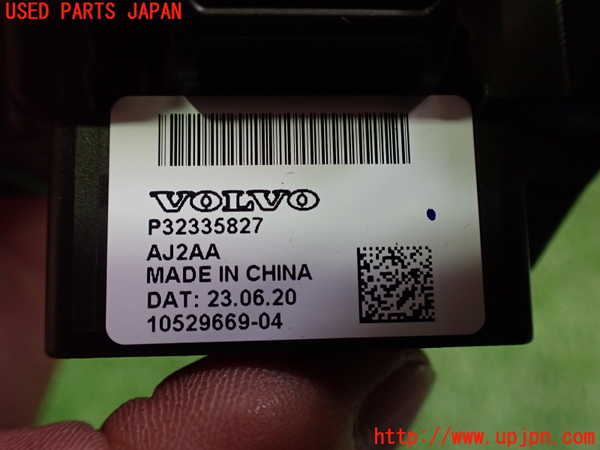 USED PARTS JAPAN
VOLVO
P32335827
AJ2AA
MADE IN CHINA
DAT: 23.06.20
10529669-04
http://www.upjpn.com/